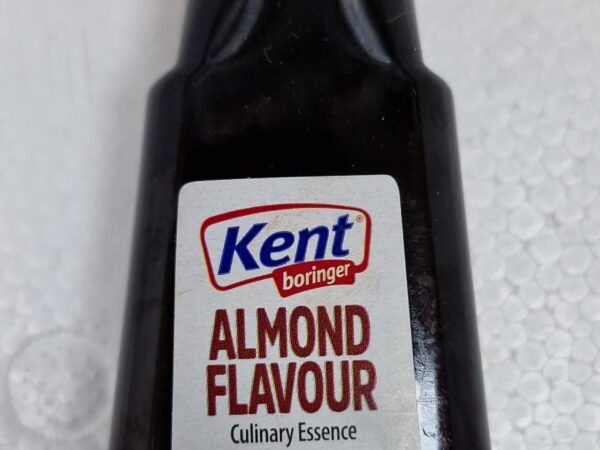 Kent®
boringer
ALMOND
FLAVOUR
Culinary Essence